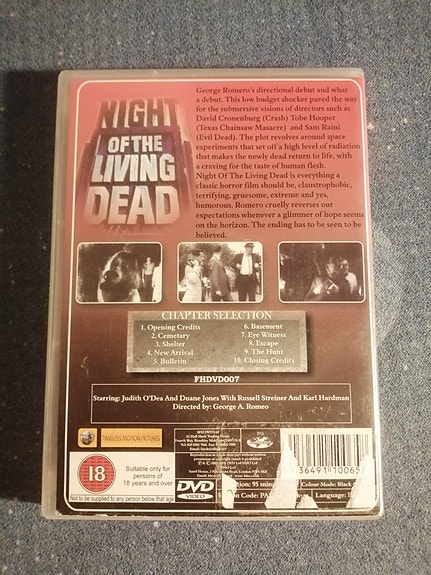 NIGHT
OF THE
LIVING
DEAD
George Romero's directional debut and what
a debut. This low budget shocker paved the way
for the submersive visions of directors such as
David Cronenburg (Crash) Tobe Hooper
(Texas Chainsaw Masacre) and Sam Raini
(Evil Dead). The plot revolves around space
experiments that set off a high level of radiation
that makes the newly dead return to life, with
a craving for the taste of human flesh.
Night Of The Living Dead is everything a
classic horror film should be, claustrophobic,
terrifying, gruesome, extreme and yes,
humorous. Romero cruelly reverses our
expectations whenever a glimmer of hope seems
on the horizon. The ending has to be seen to be
believed.
CHAPTER SELECTION
1. Opening Credits
2. Cemetary
3. Shelter
4. New Arrival
5. Bulletin
6. Basement
7. Eye Witness
8. Escape
9. The Hunt
10. Closing Credits
FHDVD007
Starring: Judith O'Dea And Duane Jones With Russell Streiner And Karl Hardman
Directed by: George A. Romeo
TIMELESS MOTION PICTURES
PAL
18
Suitable only for
persons of
18 years and over
Not to be supplied to any person below that age
DVD
VIDEO
95 min
Colour Mode: Black
Code: PAL
Language:
36491 1006